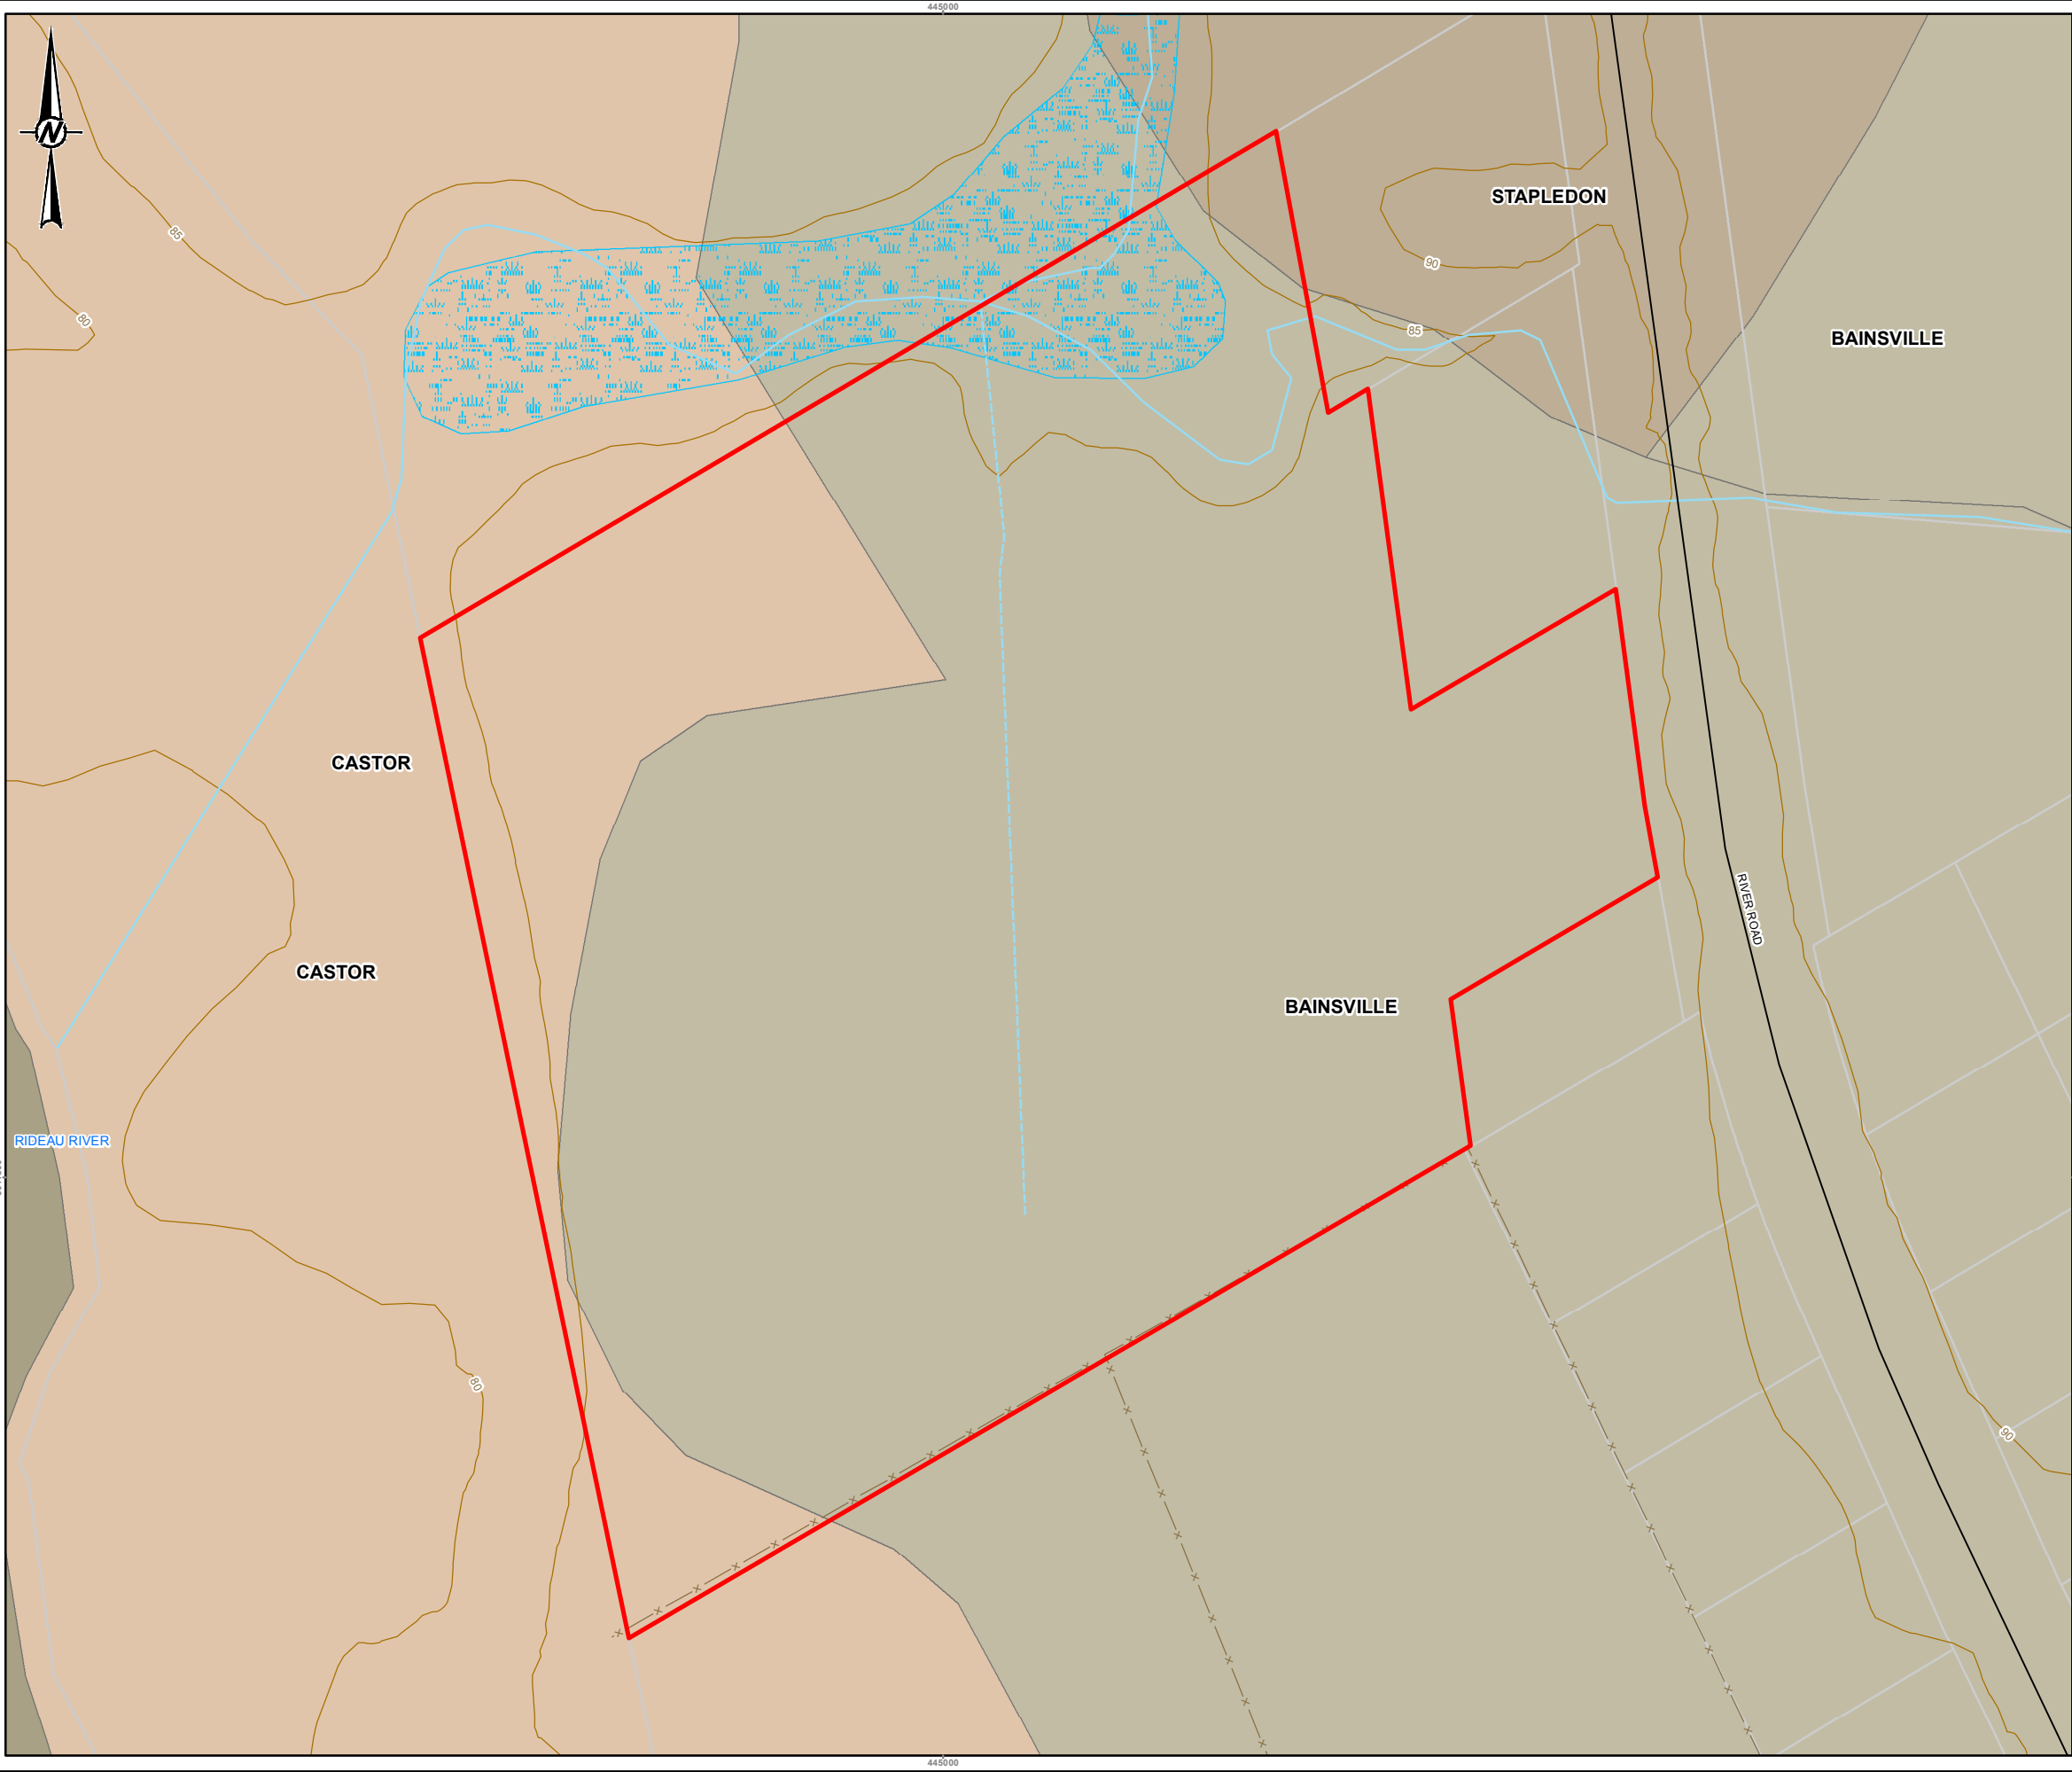 445000
N
85
80
STAPLEDON
90
BAINSVILLE
85
CASTOR
RIVER ROAD
CASTOR
BAINSVILLE
RIDEAU RIVER
80
90
445000